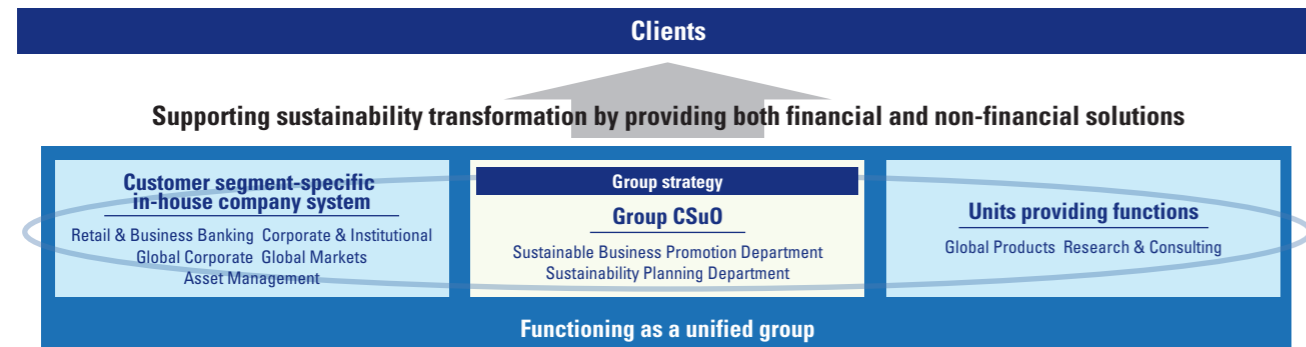 Clients
Supporting sustainability transformation by providing both financial and non-financial solutions
Customer segment-specific
in-house company system
Retail & Business Banking Corporate & Institutional
Global Corporate Global Markets
Asset Management
Group strategy
Group CSuO
Sustainable Business Promotion Department
Sustainability Planning Department
Units providing functions
Global Products Research & Consulting
Functioning as a unified group